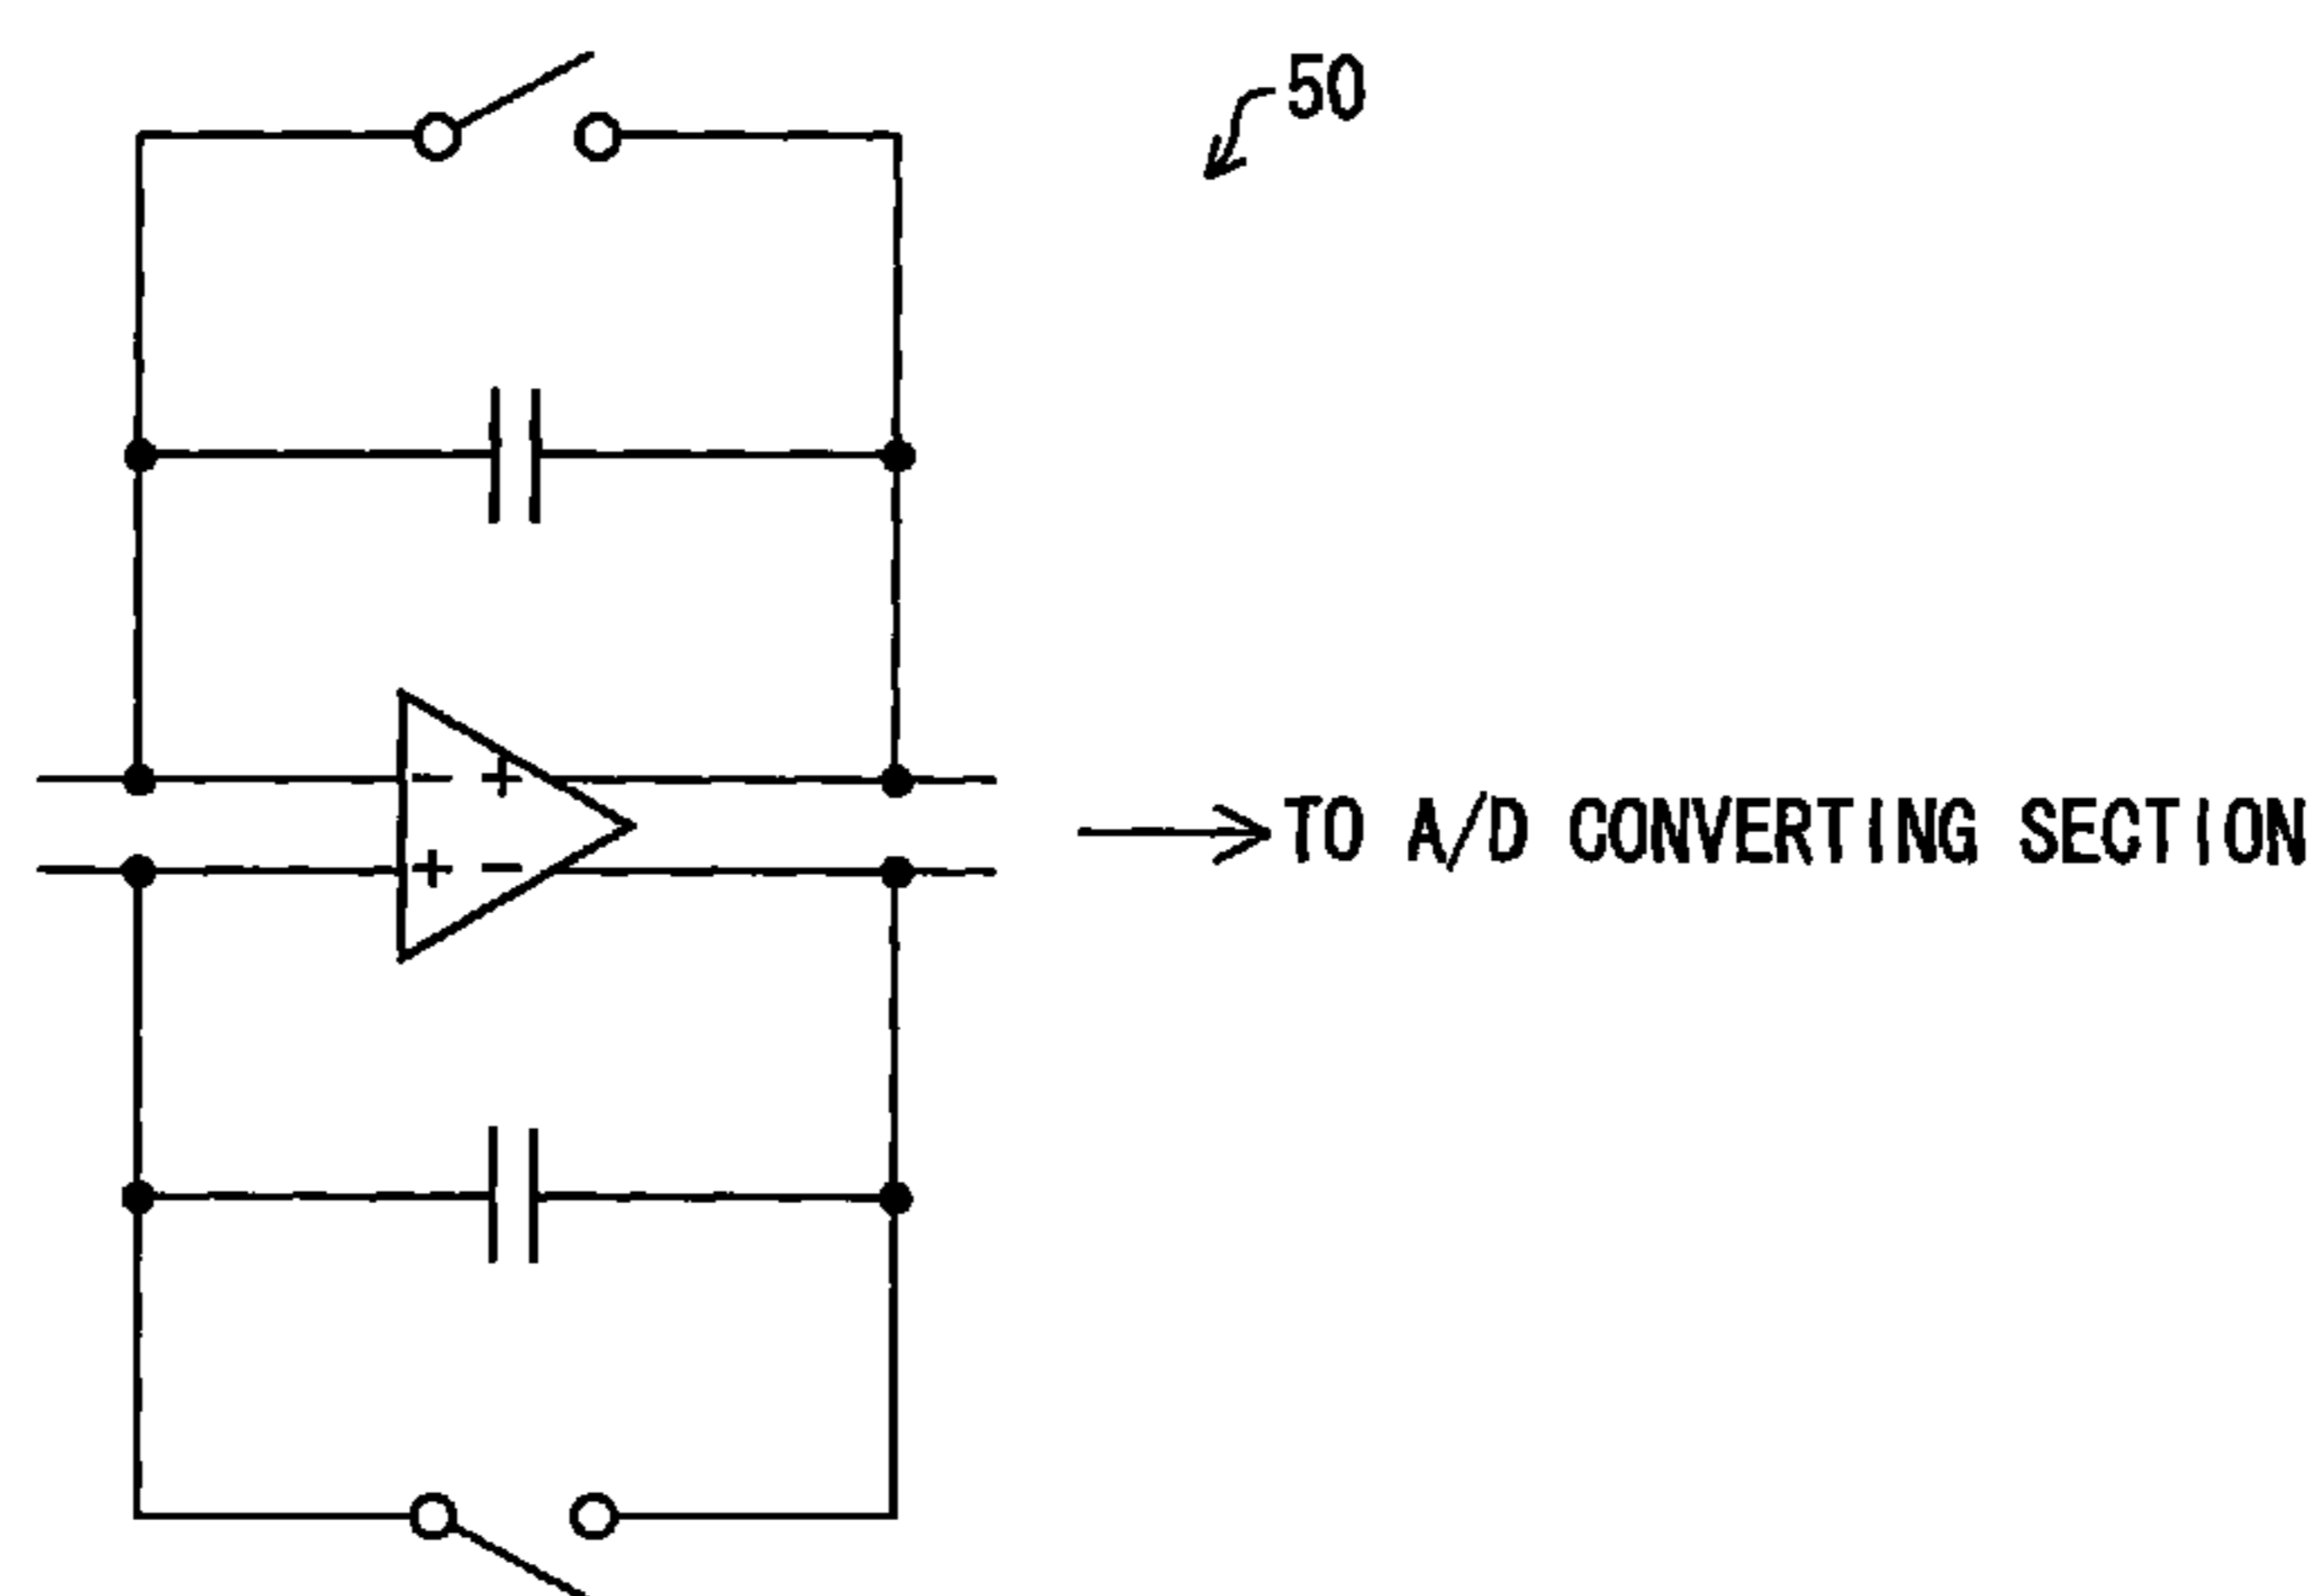 50
- +
+ -
TO A/D CONVERTING SECTION